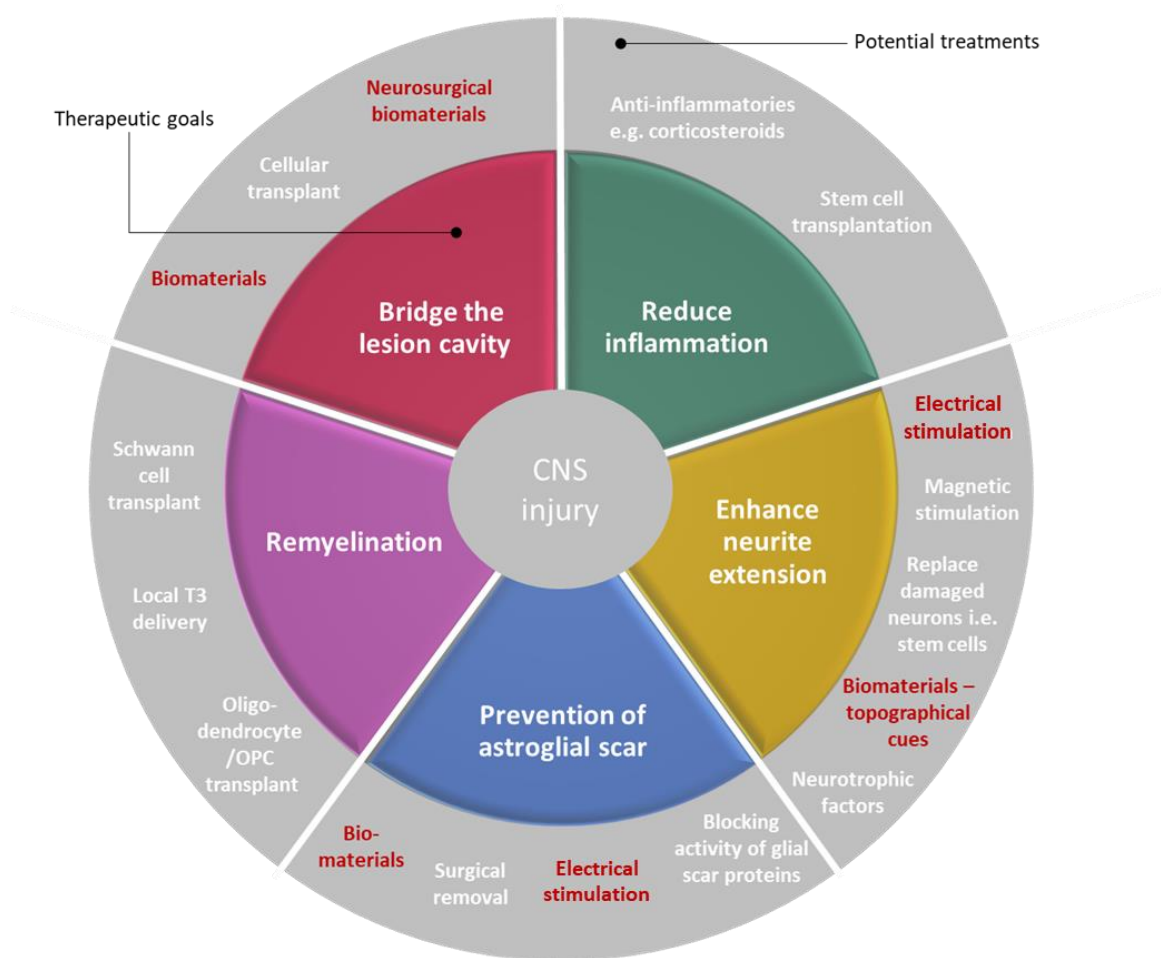 Potential treatments
Therapeutic goals
Neurosurgical
biomaterials
Cellular
transplant
Biomaterials
Bridge the
lesion cavity
Anti-inflammatories
e.g. corticosteroids
Stem cell
transplantation
Reduce
inflammation
Electrical
stimulation
Magnetic
stimulation
Replace
damaged
neurons i.e.
stem cells
Biomaterials –
topographical
cues
Neurotrophic
factors
Enhance
neurite
extension
CNS
injury
Prevention of
astroglial scar
Blocking
activity of glial
scar proteins
Electrical
stimulation
Surgical
removal
Bio-
materials
Remyelination
Schwann
cell
transplant
Local T3
delivery
Oligo-
dendrocyte
/OPC
transplant